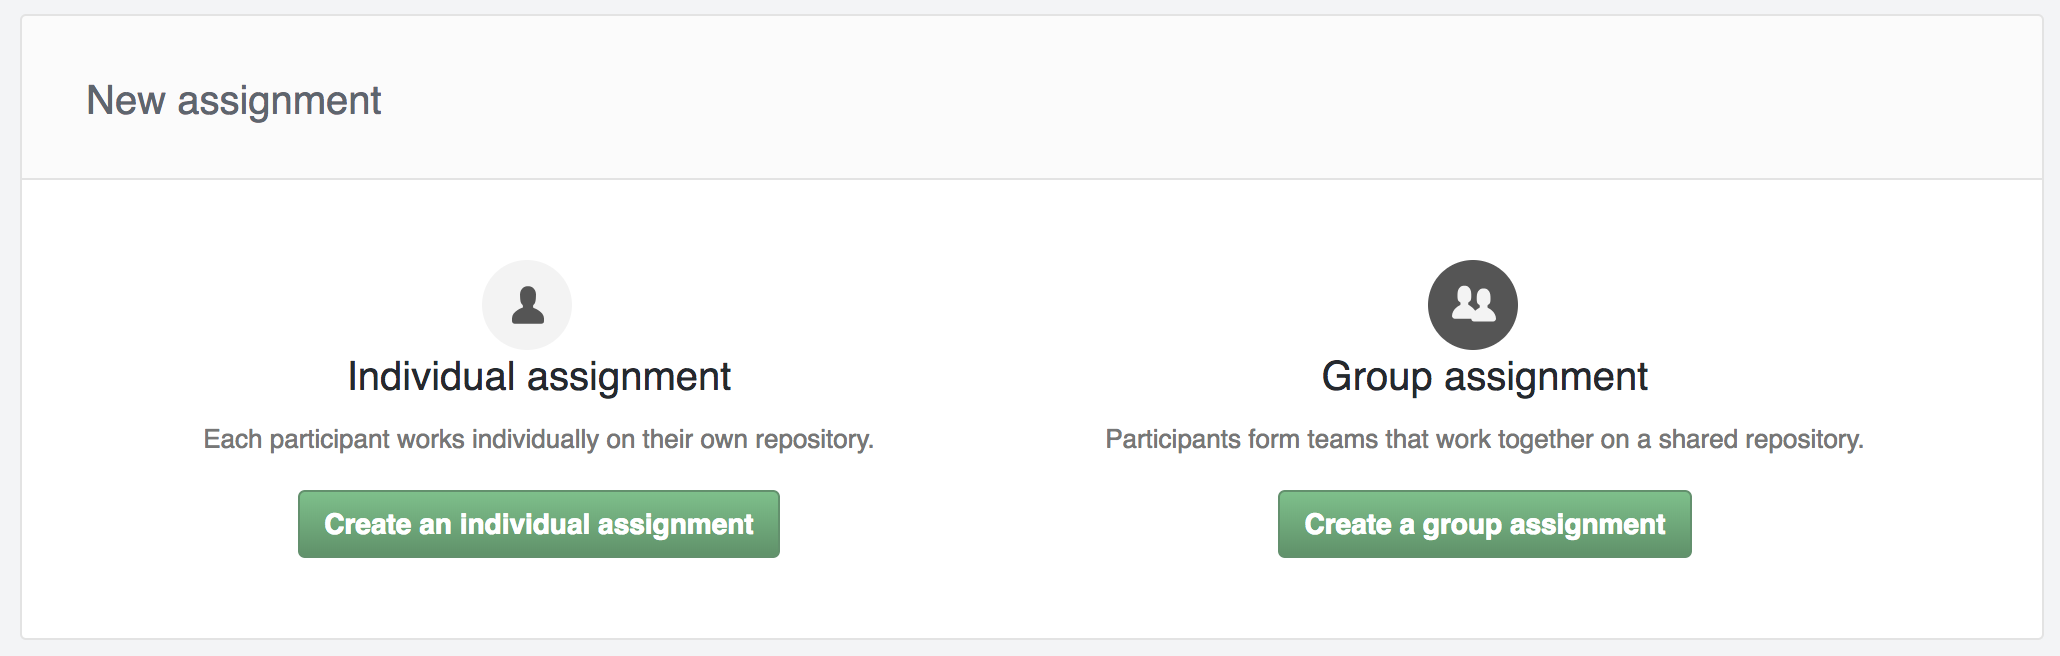 New assignment
Individual assignment
Each participant works individually on their own repository.
Create an individual assignment
Group assignment
Participants form teams that work together on a shared repository.
Create a group assignment